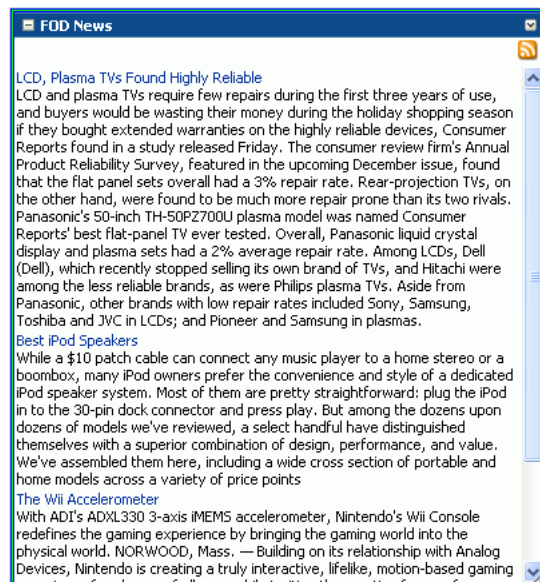 FOD News
LCD, Plasma TVs Found Highly Reliable
LCD and plasma TVs require few repairs during the first three years of use,
and buyers would be wasting their money during the holiday shopping season
if they bought extended warranties on the highly reliable devices, Consumer
Reports found in a study released Friday. The consumer review firm's Annual
Product Reliability Survey, featured in the upcoming December issue, found
that the flat panel sets overall had a 3% repair rate. Rear-projection TVs, on
the other hand, were found to be much more repair prone than its two rivals.
Panasonic's 50-inch TH-50PZ700U plasma model was named Consumer
Reports' best flat-panel TV ever tested. Overall, Panasonic liquid crystal
display and plasma sets had a 2% average repair rate. Among LCDs, Dell
(Dell), which recently stopped selling its own brand of TVs, and Hitachi were
among the less reliable brands, as were Philips plasma TVs. Aside from
Panasonic, other brands with low repair rates included Sony, Samsung,
Toshiba and JVC in LCDs; and Pioneer and Samsung in plasmas.
Best iPod Speakers
While a $10 patch cable can connect any music player to a home stereo or a
boombox, many iPod owners prefer the convenience and style of a dedicated
iPod speaker system. Most of them are pretty straightforward: plug the iPod
in to the 30-pin dock connector and press play. But among the dozens upon
dozens of models we've reviewed, a select handful have distinguished
themselves with a superior combination of design, performance, and value.
We've assembled them here, including a wide cross section of portable and
home models across a variety of price points
The Wii Accelerometer
With ADI's ADXL330 3-axis iMEMS accelerometer, Nintendo's Wii Console
redefines the gaming experience by bringing the gaming world into the
physical world. NORWOOD, Mass. — Building on its relationship with Analog
Devices, Nintendo is creating a truly interactive, lifelike, motion-based gaming